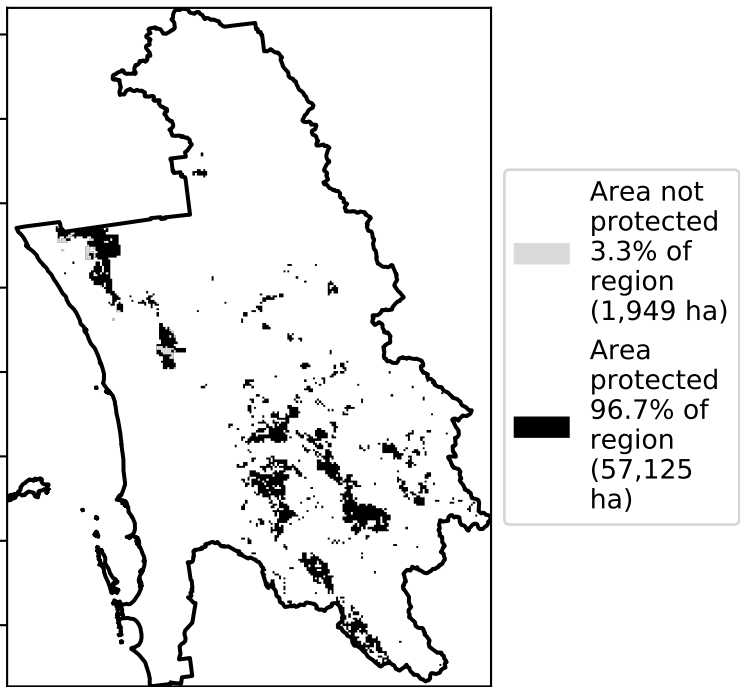 Area not
protected
3.3% of
region
(1,949 ha)
Area
protected
96.7% of
region
(57,125
ha)